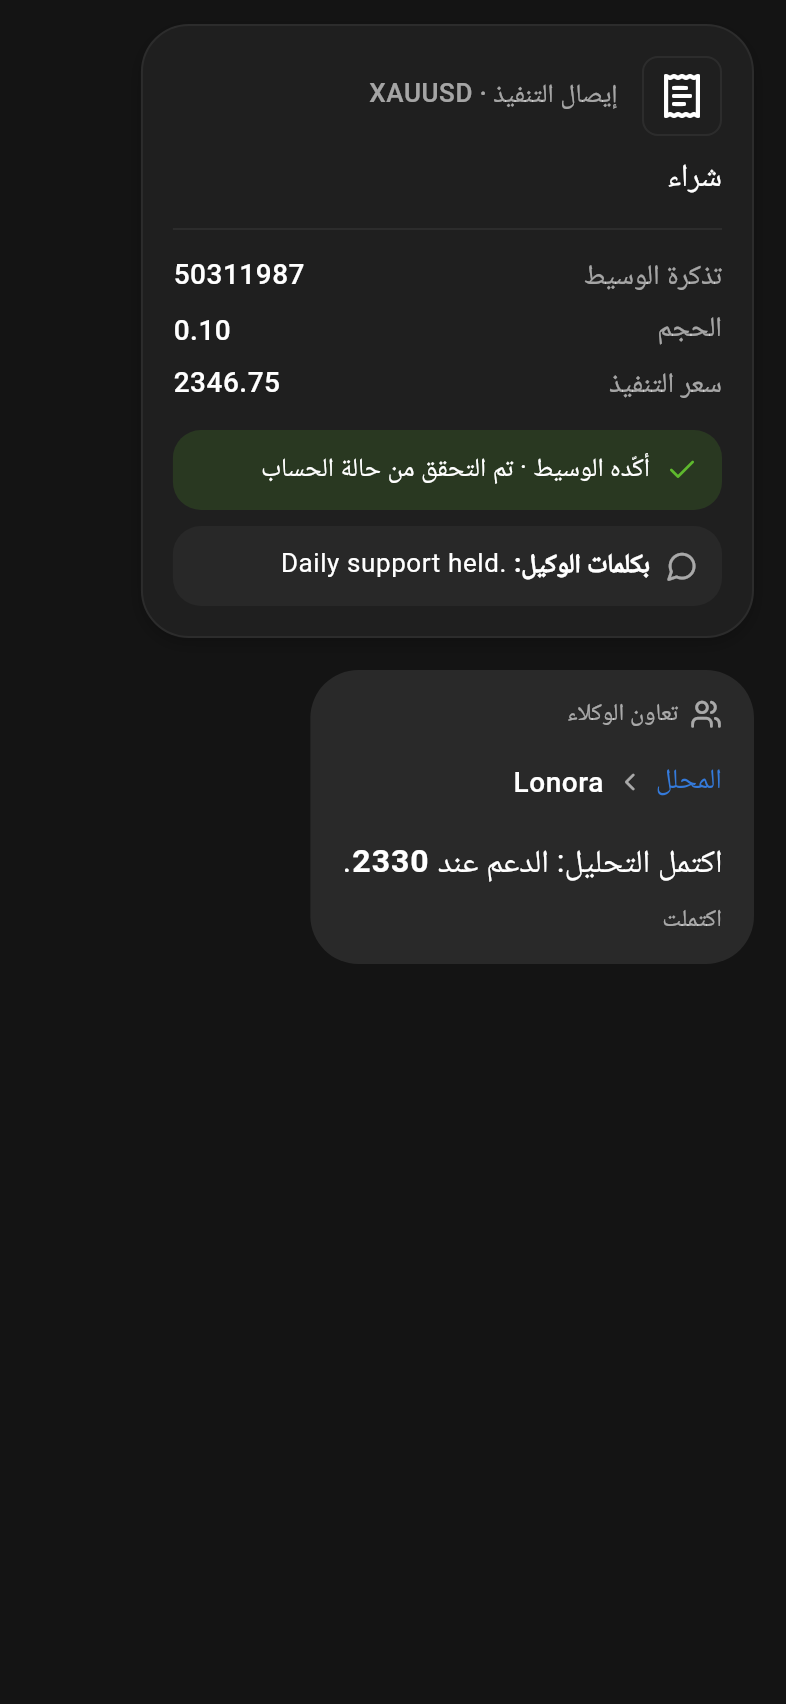 إيصال التنفيذ · XAUUSD
شراء
تذكرة الوسيط 50311987
الحجم 0.10
سعر التنفيذ 2346.75
أكّده الوسيط · تم التحقق من حالة الحساب
بكلمات الوكيل: Daily support held.
تعاون الوكلاء
المحلل Lonora
اكتمل التحليل: الدعم عند 2330.
اكتملت